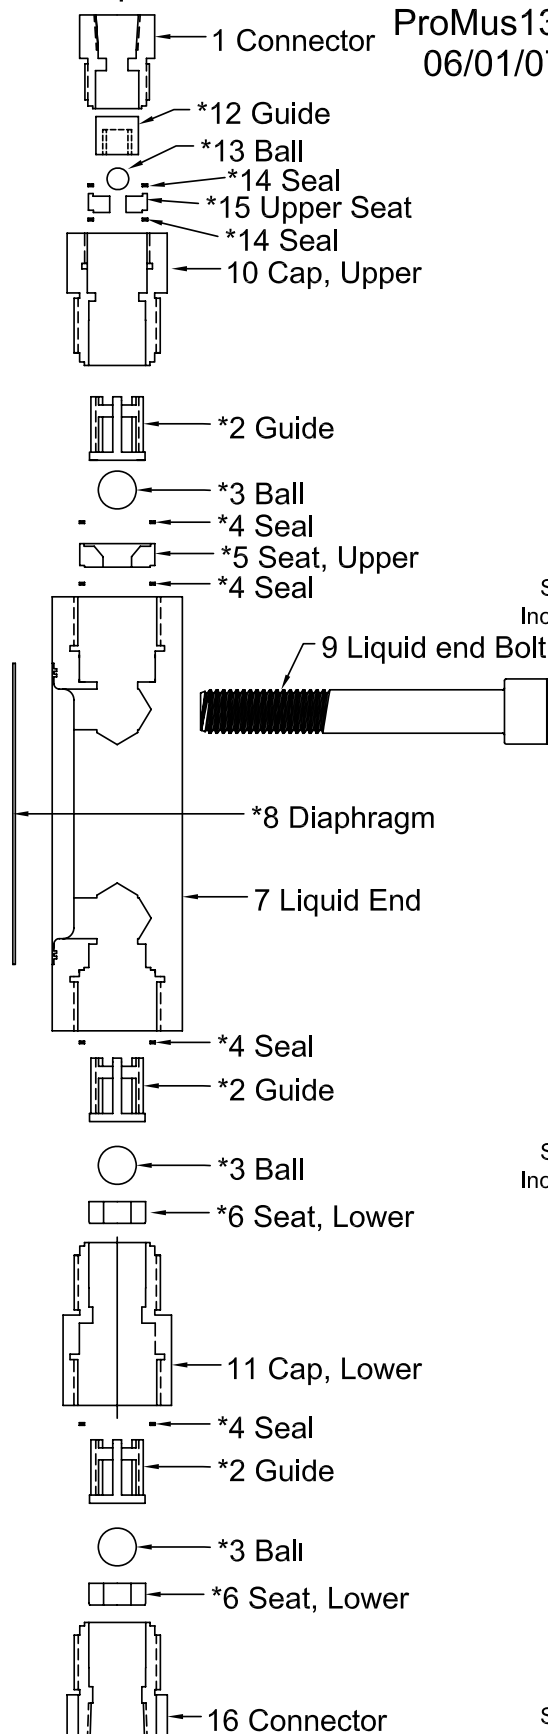 ProMus13
06/01/07
1 Connector
*12 Guide
*13 Ball
*14 Seal
*15 Upper Seat
*14 Seal
10 Cap, Upper
*2 Guide
*3 Ball
*4 Seal
*5 Seat, Upper
*4 Seal
9 Liquid end Bolt
*8 Diaphragm
7 Liquid End
*4 Seal
*2 Guide
*3 Ball
*6 Seat, Lower
11 Cap, Lower
*4 Seal
*2 Guide
*3 Ball
*6 Seat, Lower
16 Connector